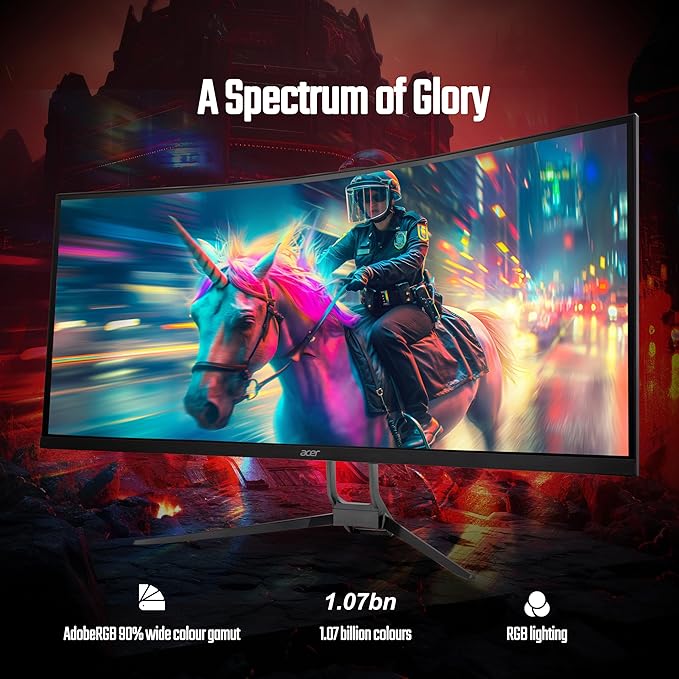 A Spectrum of Glory
acer
1.07bn
AdobeRGB 90% wide colour gamut
1.07 billion colours
RGB lighting